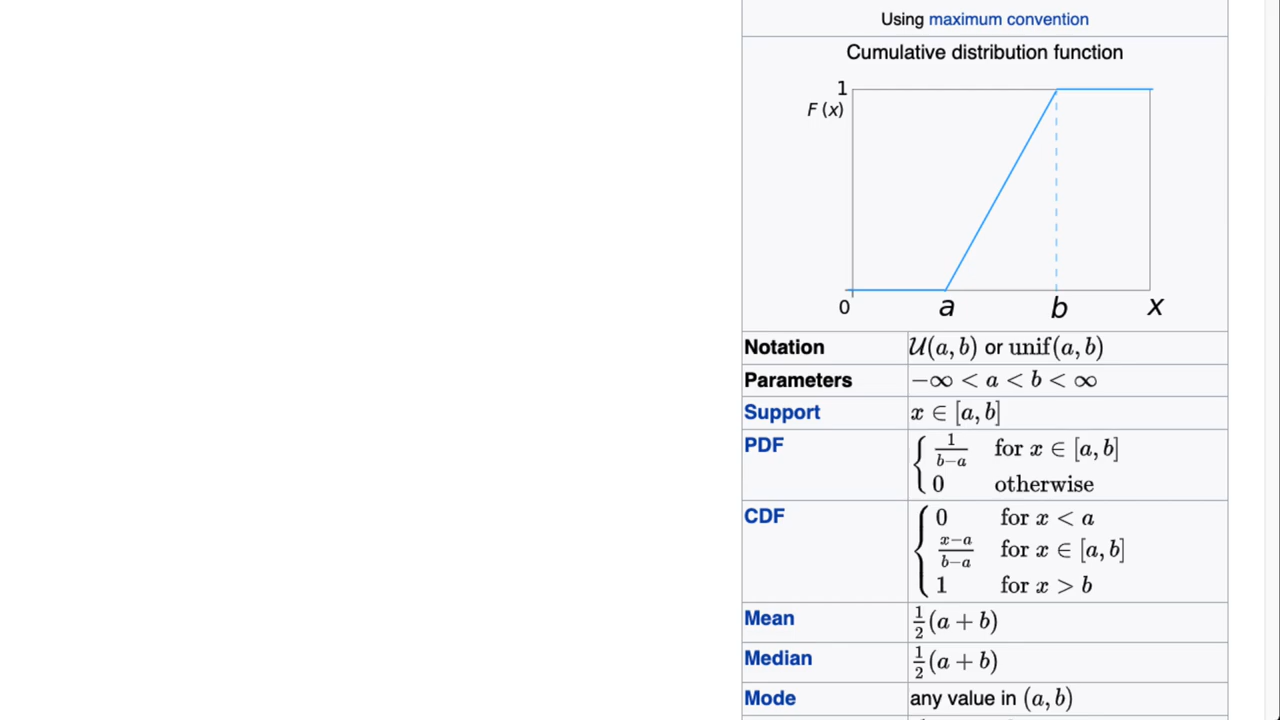 Using maximum convention
Cumulative distribution function
1
F (x)
0 a b x
Notation 𝒰(a, b) or unif(a, b)
Parameters −∞ < a < b < ∞
Support x ∈ [a, b]
PDF { 1/(b−a) for x ∈ [a, b]
0 otherwise
CDF { 0 for x < a
(x−a)/(b−a) for x ∈ [a, b]
1 for x > b
Mean 1/2(a + b)
Median 1/2(a + b)
Mode any value in (a, b)